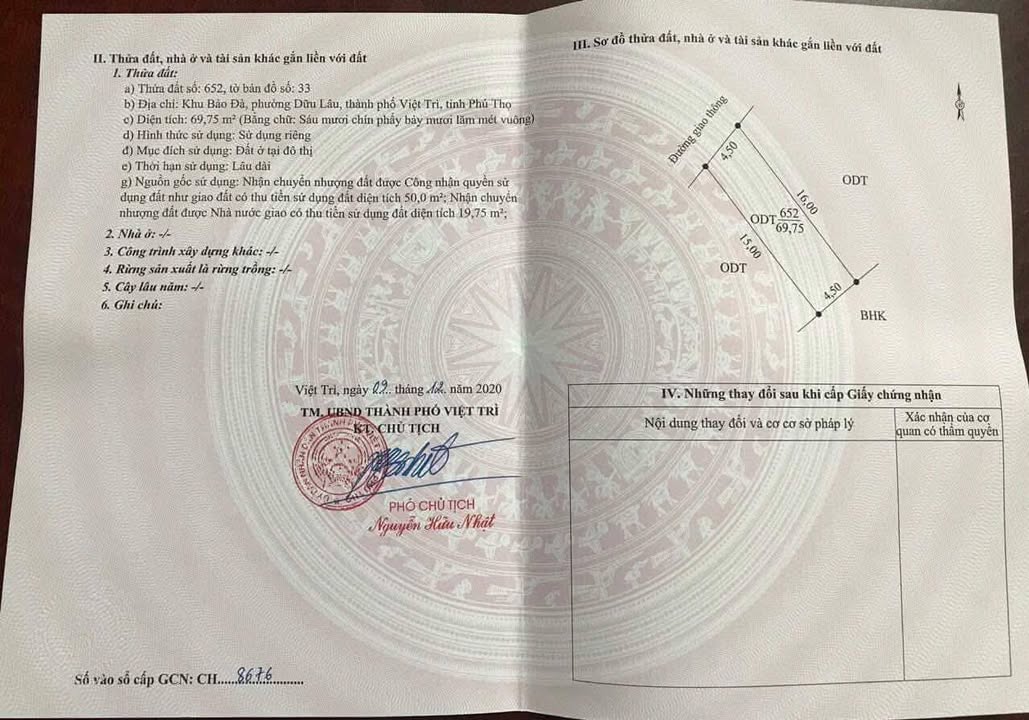 II. Thửa đất, nhà ở và tài sản khác gắn liền với đất
1. Thửa đất:
a) Thửa đất số: 652, tờ bản đồ số: 33
b) Địa chỉ: Khu Bảo Đà, phường Dữu Lâu, thành phố Việt Trì, tỉnh Phú Thọ
c) Diện tích: 69,75 m² (Bằng chữ: Sáu mươi chín phẩy bảy mươi lăm mét vuông)
d) Hình thức sử dụng: Sử dụng riêng
đ) Mục đích sử dụng: Đất ở tại đô thị
e) Thời hạn sử dụng: Lâu dài
g) Nguồn gốc sử dụng: Nhận chuyển nhượng đất được Công nhận quyền sử
dụng đất như giao đất có thu tiền sử dụng đất diện tích 50,0 m²; Nhận chuyển
nhượng đất được Nhà nước giao có thu tiền sử dụng đất diện tích 19,75 m²;
2. Nhà ở: -/-
3. Công trình xây dựng khác: -/-
4. Rừng sản xuất là rừng trồng: -/-
5. Cây lâu năm: -/-
6. Ghi chú:
Việt Trì, ngày 09 tháng 12 năm 2020
TM. UBND THÀNH PHỐ VIỆT TRÌ
KT. CHỦ TỊCH
PHÓ CHỦ TỊCH
Nguyễn Hữu Nhật
Số vào sổ cấp GCN: CH.....8676..........
III. Sơ đồ thửa đất, nhà ở và tài sản khác gắn liền với đất
Đường giao thông
4,50
16,00
ODT
ODT 652
69,75
15,00
ODT
4,50
BHK
IV. Những thay đổi sau khi cấp Giấy chứng nhận
Nội dung thay đổi và cơ cơ sở pháp lý
Xác nhận của cơ
quan có thẩm quyền